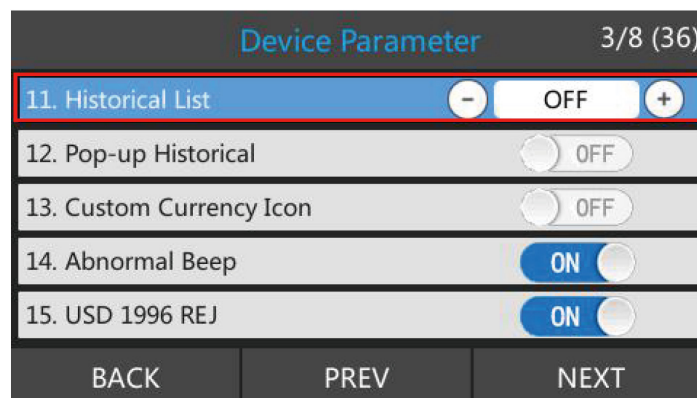 Device Parameter 3/8 (36)
11. Historical List - OFF +
12. Pop-up Historical OFF
13. Custom Currency Icon OFF
14. Abnormal Beep ON
15. USD 1996 REJ ON
BACK PREV NEXT